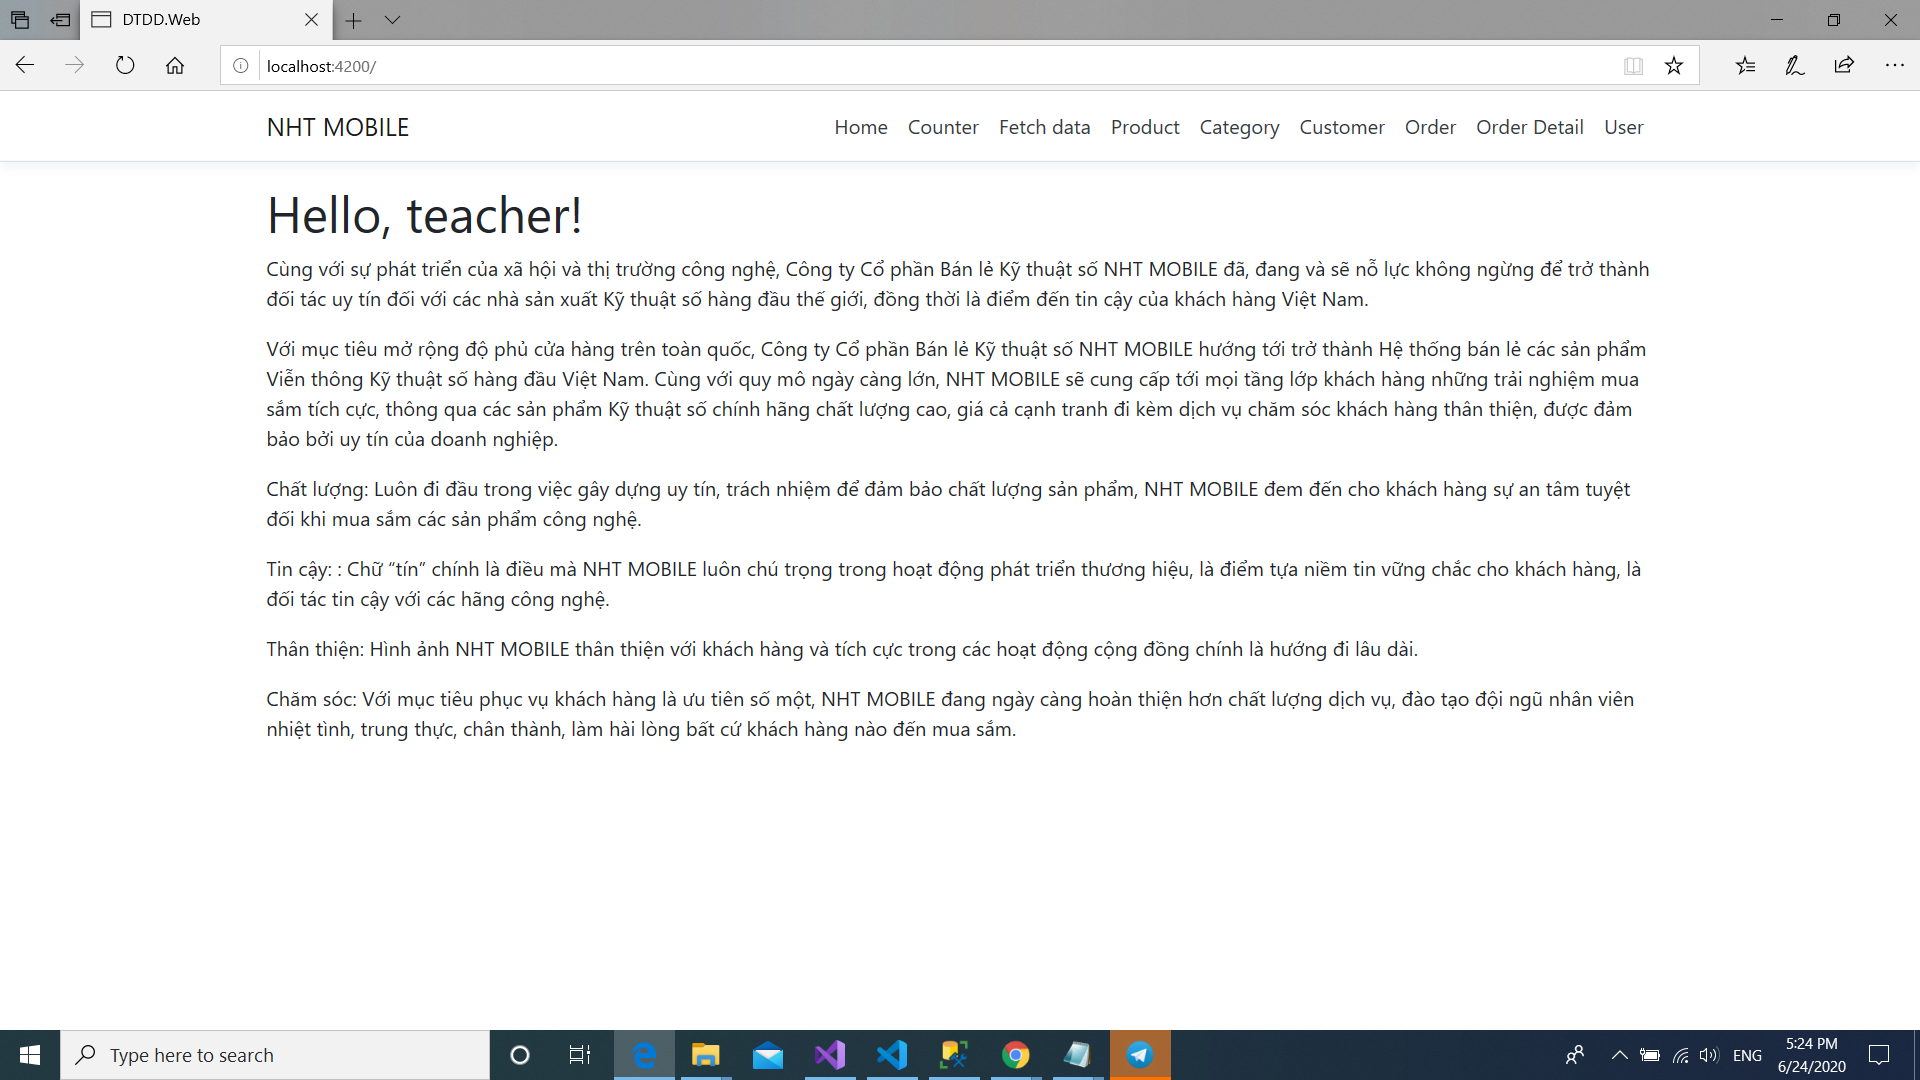 DTDD.Web
localhost:4200/
NHT MOBILE
Home Counter Fetch data Product Category Customer Order Order Detail User
Hello, teacher!
Cùng với sự phát triển của xã hội và thị trường công nghệ, Công ty Cổ phần Bán lẻ Kỹ thuật số NHT MOBILE đã, đang và sẽ nỗ lực không ngừng để trở thành
đối tác uy tín đối với các nhà sản xuất Kỹ thuật số hàng đầu thế giới, đồng thời là điểm đến tin cậy của khách hàng Việt Nam.
Với mục tiêu mở rộng độ phủ cửa hàng trên toàn quốc, Công ty Cổ phần Bán lẻ Kỹ thuật số NHT MOBILE hướng tới trở thành Hệ thống bán lẻ các sản phẩm
Viễn thông Kỹ thuật số hàng đầu Việt Nam. Cùng với quy mô ngày càng lớn, NHT MOBILE sẽ cung cấp tới mọi tầng lớp khách hàng những trải nghiệm mua
sắm tích cực, thông qua các sản phẩm Kỹ thuật số chính hãng chất lượng cao, giá cả cạnh tranh đi kèm dịch vụ chăm sóc khách hàng thân thiện, được đảm
bảo bởi uy tín của doanh nghiệp.
Chất lượng: Luôn đi đầu trong việc gây dựng uy tín, trách nhiệm để đảm bảo chất lượng sản phẩm, NHT MOBILE đem đến cho khách hàng sự an tâm tuyệt
đối khi mua sắm các sản phẩm công nghệ.
Tin cậy: : Chữ “tín” chính là điều mà NHT MOBILE luôn chú trọng trong hoạt động phát triển thương hiệu, là điểm tựa niềm tin vững chắc cho khách hàng, là
đối tác tin cậy với các hãng công nghệ.
Thân thiện: Hình ảnh NHT MOBILE thân thiện với khách hàng và tích cực trong các hoạt động cộng đồng chính là hướng đi lâu dài.
Chăm sóc: Với mục tiêu phục vụ khách hàng là ưu tiên số một, NHT MOBILE đang ngày càng hoàn thiện hơn chất lượng dịch vụ, đào tạo đội ngũ nhân viên
nhiệt tình, trung thực, chân thành, làm hài lòng bất cứ khách hàng nào đến mua sắm.
Type here to search
ENG
5:24 PM
6/24/2020